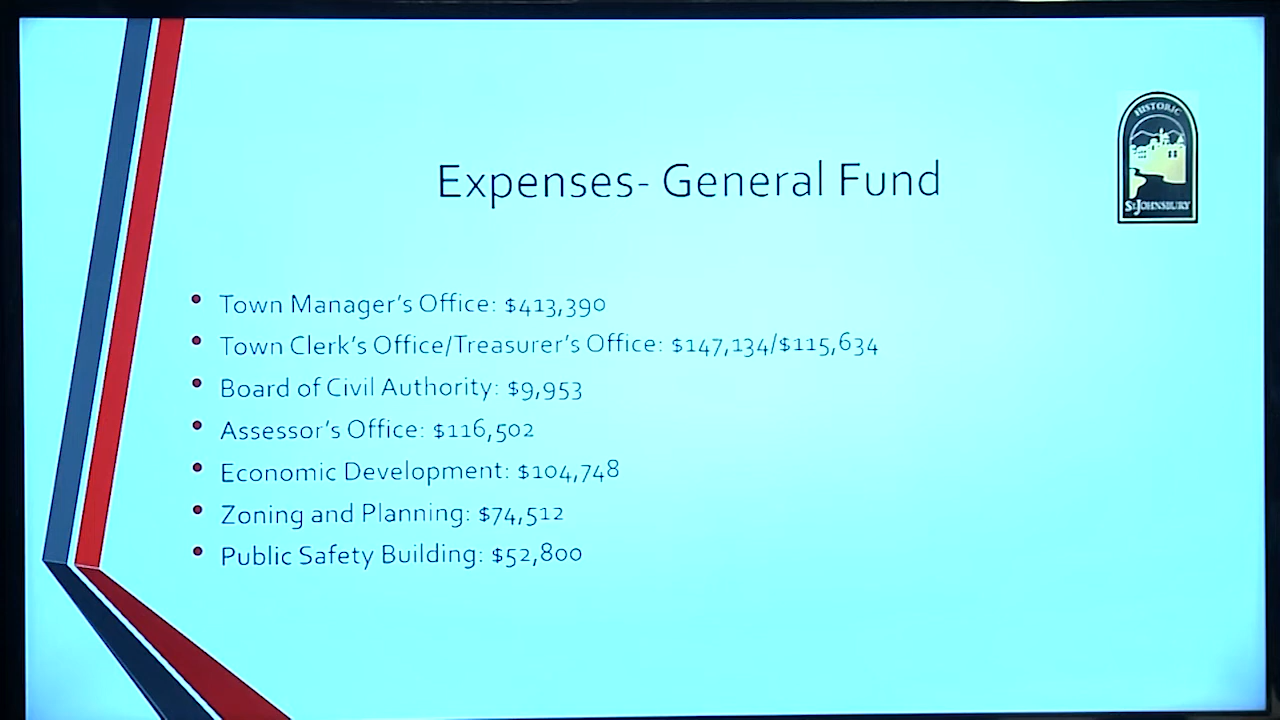 HISTORIC
ST. JOHNSBURY
Expenses- General Fund
• Town Manager's Office: $413,390
• Town Clerk's Office/Treasurer's Office: $147,134/$115,634
• Board of Civil Authority: $9,953
• Assessor's Office: $116,502
• Economic Development: $104,748
• Zoning and Planning: $74,512
• Public Safety Building: $52,800